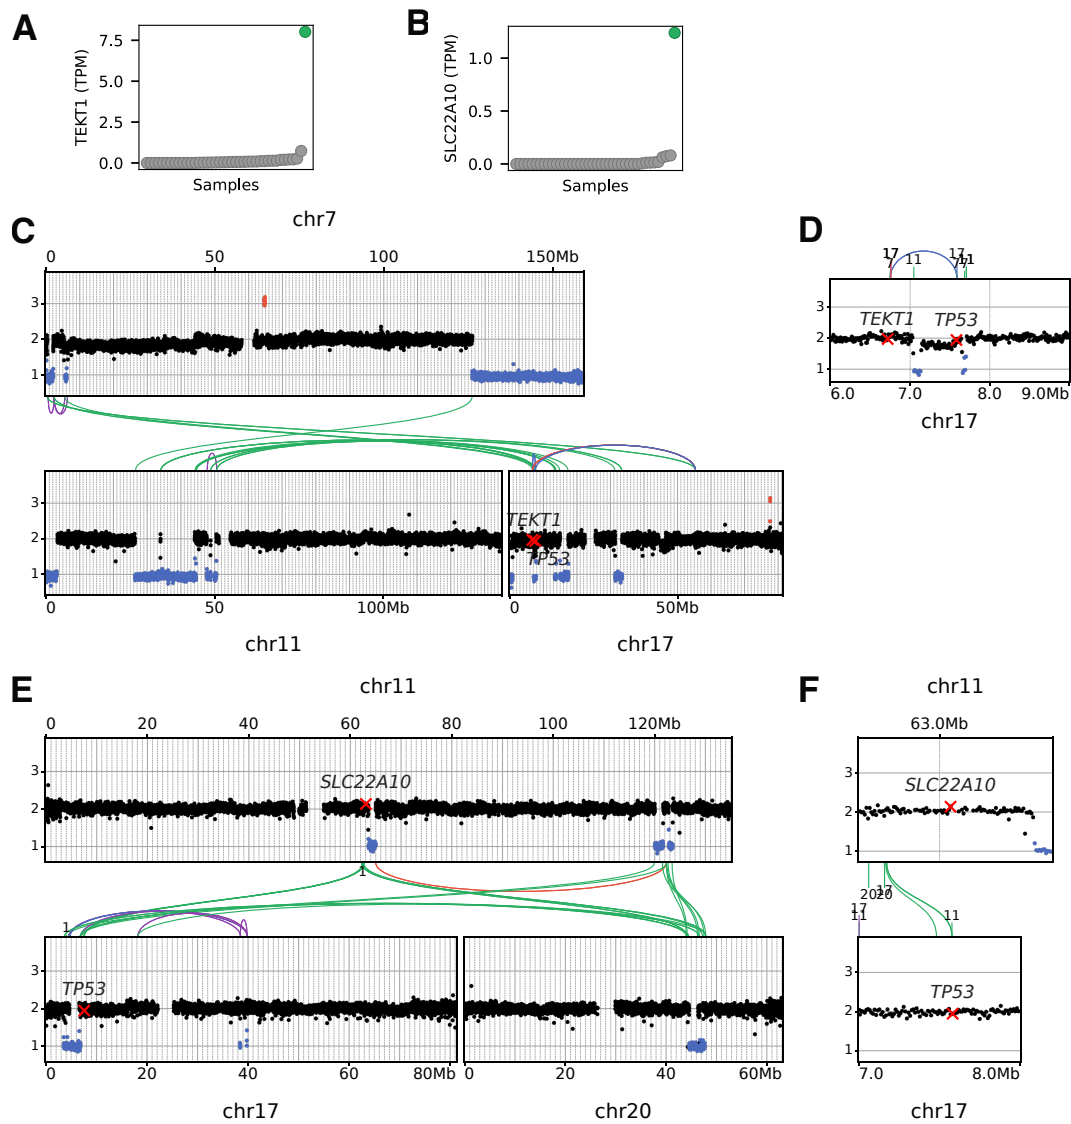 A
B
TEKT1 (TPM)
7.5
5.0
2.5
0.0
Samples
SLC22A10 (TPM)
1.0
0.5
0.0
Samples
C
chr7
0 50 100 150Mb
3
2
1
3
2
1
TEKT1
TP53
0 50 100Mb
0 50Mb
chr11
chr17
D
17
7
11
17
11
3
2
1
TEKT1
TP53
6.0 7.0 8.0 9.0Mb
chr17
E
chr11
0 20 40 60 80 100 120Mb
3
2
1
SLC22A10
1
1
3
2
1
TP53
0 20 40 60 80Mb
0 20 40 60Mb
chr17
chr20
F
chr11
63.0Mb
3
2
1
SLC22A10
2020
17
17
11
3
2
1
TP53
7.0 8.0Mb
chr17